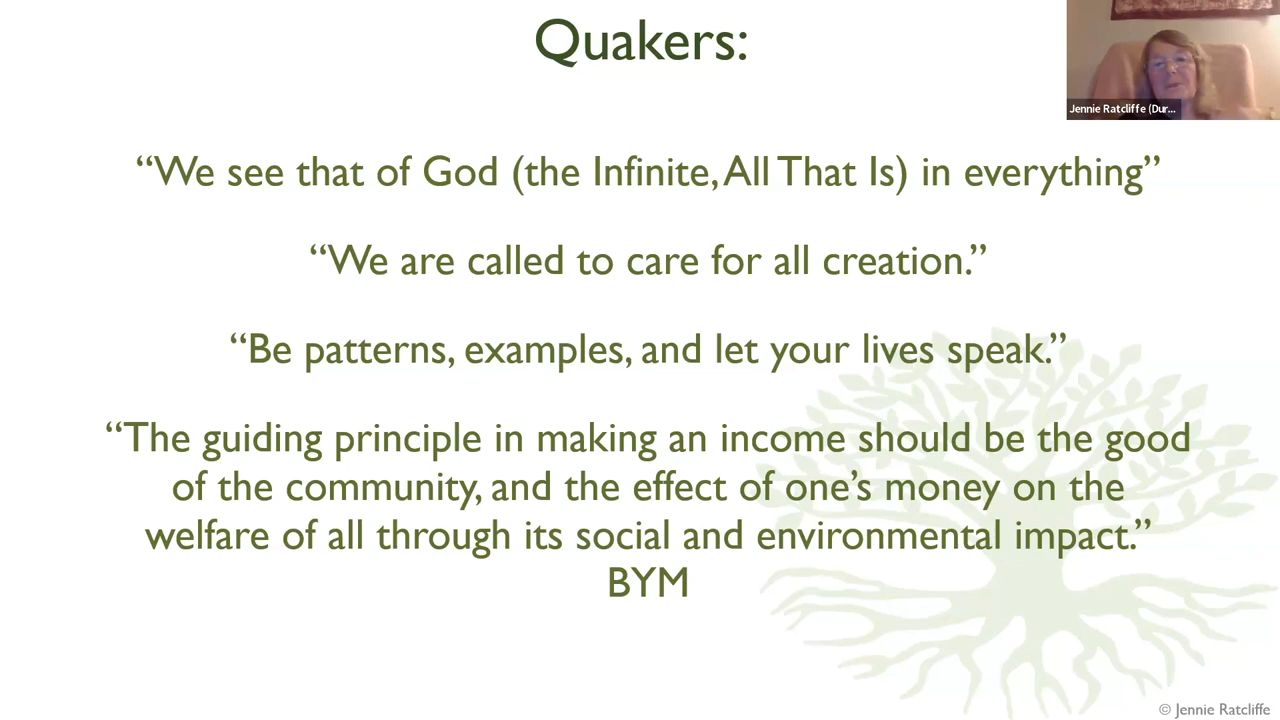 Quakers:
Jennie Ratcliffe (Dur...
“We see that of God (the Infinite, All That Is) in everything”
“We are called to care for all creation.”
“Be patterns, examples, and let your lives speak.”
“The guiding principle in making an income should be the good
of the community, and the effect of one’s money on the
welfare of all through its social and environmental impact.”
BYM
© Jennie Ratcliffe